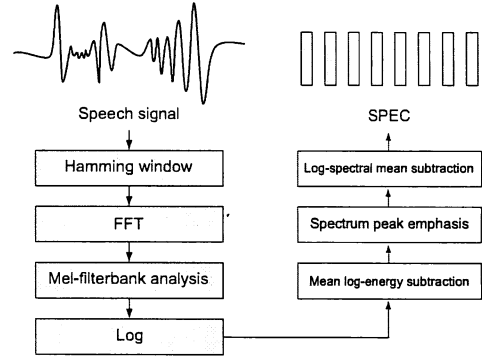 Speech signal
Hamming window
FFT
Mel-filterbank analysis
Log
SPEC
Log-spectral mean subtraction
Spectrum peak emphasis
Mean log-energy subtraction